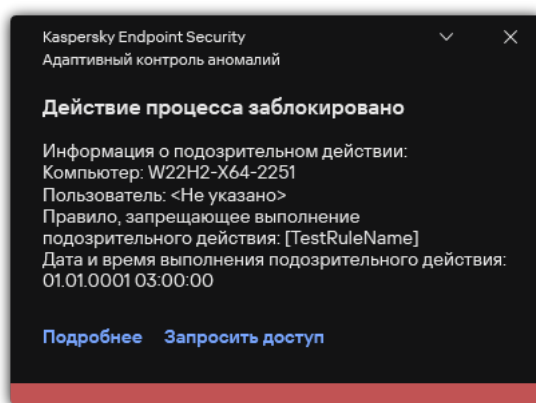 Kaspersky Endpoint Security
Адаптивный контроль аномалий
Действие процесса заблокировано
Информация о подозрительном действии:
Компьютер: W22H2-X64-2251
Пользователь: <Не указано>
Правило, запрещающее выполнение
подозрительного действия: [TestRuleName]
Дата и время выполнения подозрительного действия:
01.01.0001 03:00:00
Подробнее Запросить доступ